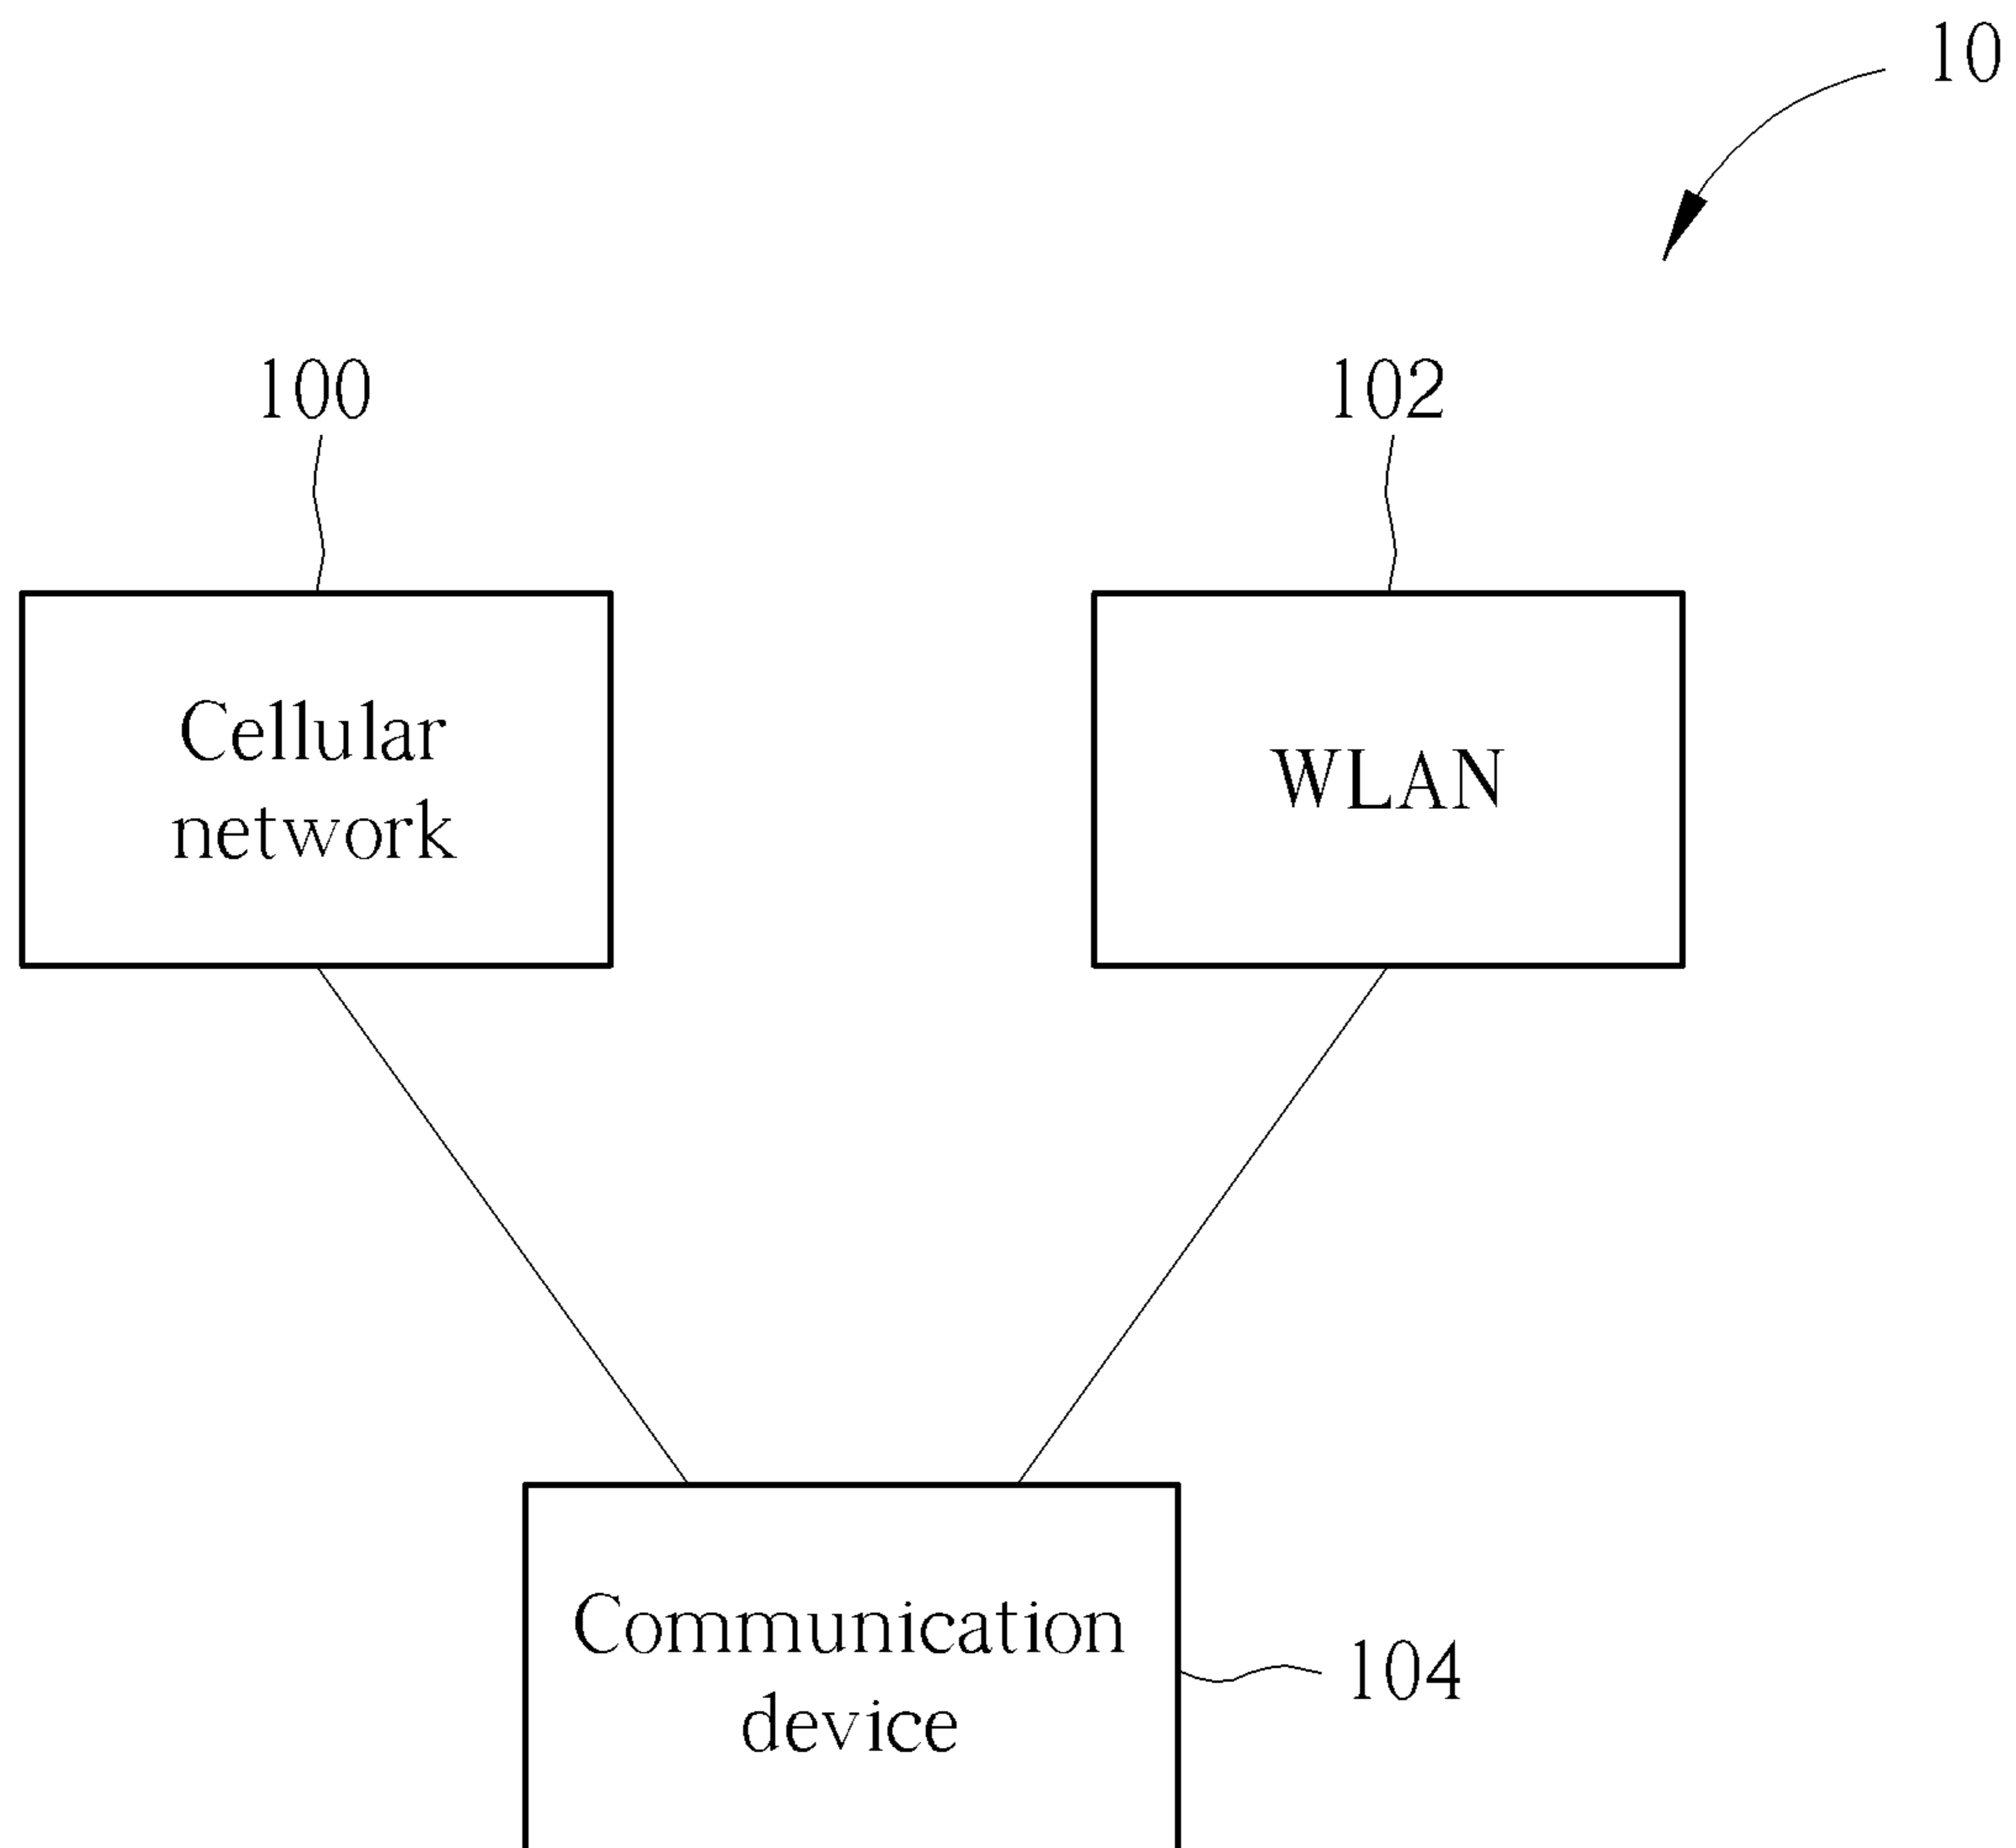 10
100
102
Cellular
network
WLAN
Communication
device
104